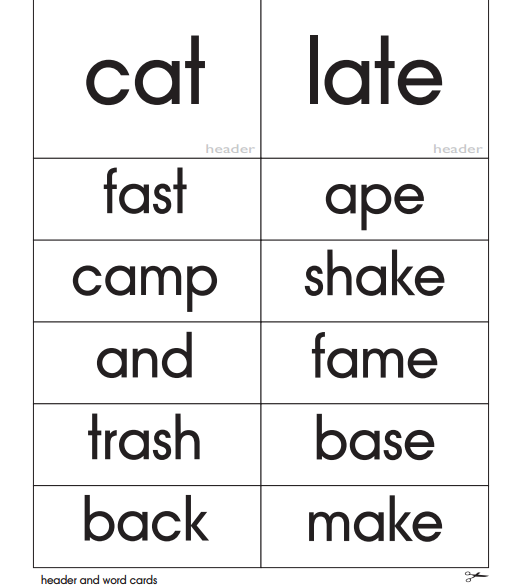 cat late
header header
fast ape
camp shake
and fame
trash base
back make
header and word cards